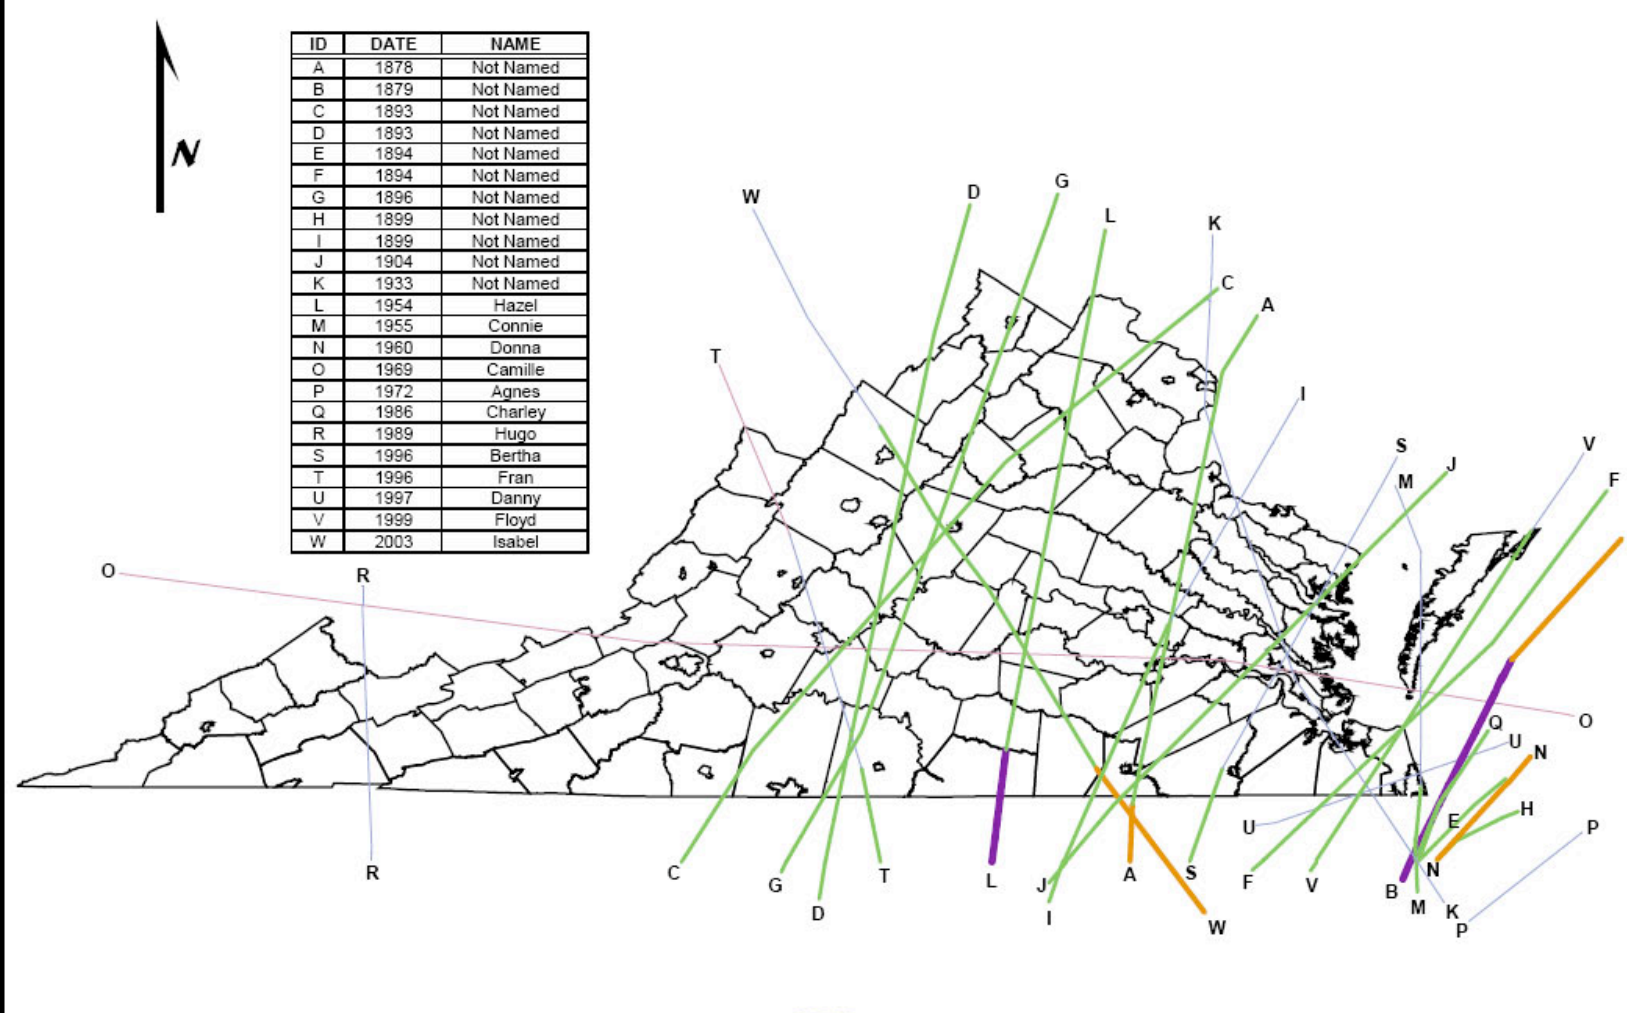 ID DATE NAME
A 1878 Not Named
B 1879 Not Named
C 1893 Not Named
D 1893 Not Named
E 1894 Not Named
F 1894 Not Named
G 1896 Not Named
H 1899 Not Named
I 1899 Not Named
J 1904 Not Named
K 1933 Not Named
L 1954 Hazel
M 1955 Connie
N 1960 Donna
O 1969 Camille
P 1972 Agnes
Q 1986 Charley
R 1989 Hugo
S 1996 Bertha
T 1996 Fran
U 1997 Danny
V 1999 Floyd
W 2003 Isabel
N
W
D
G
L
K
C
A
T
I
S
M
J
V
F
O
R
O
Q
U
N
E
H
U
P
R
C
G
D
T
L
J
I
A
S
W
F
V
B
M
N
K
P